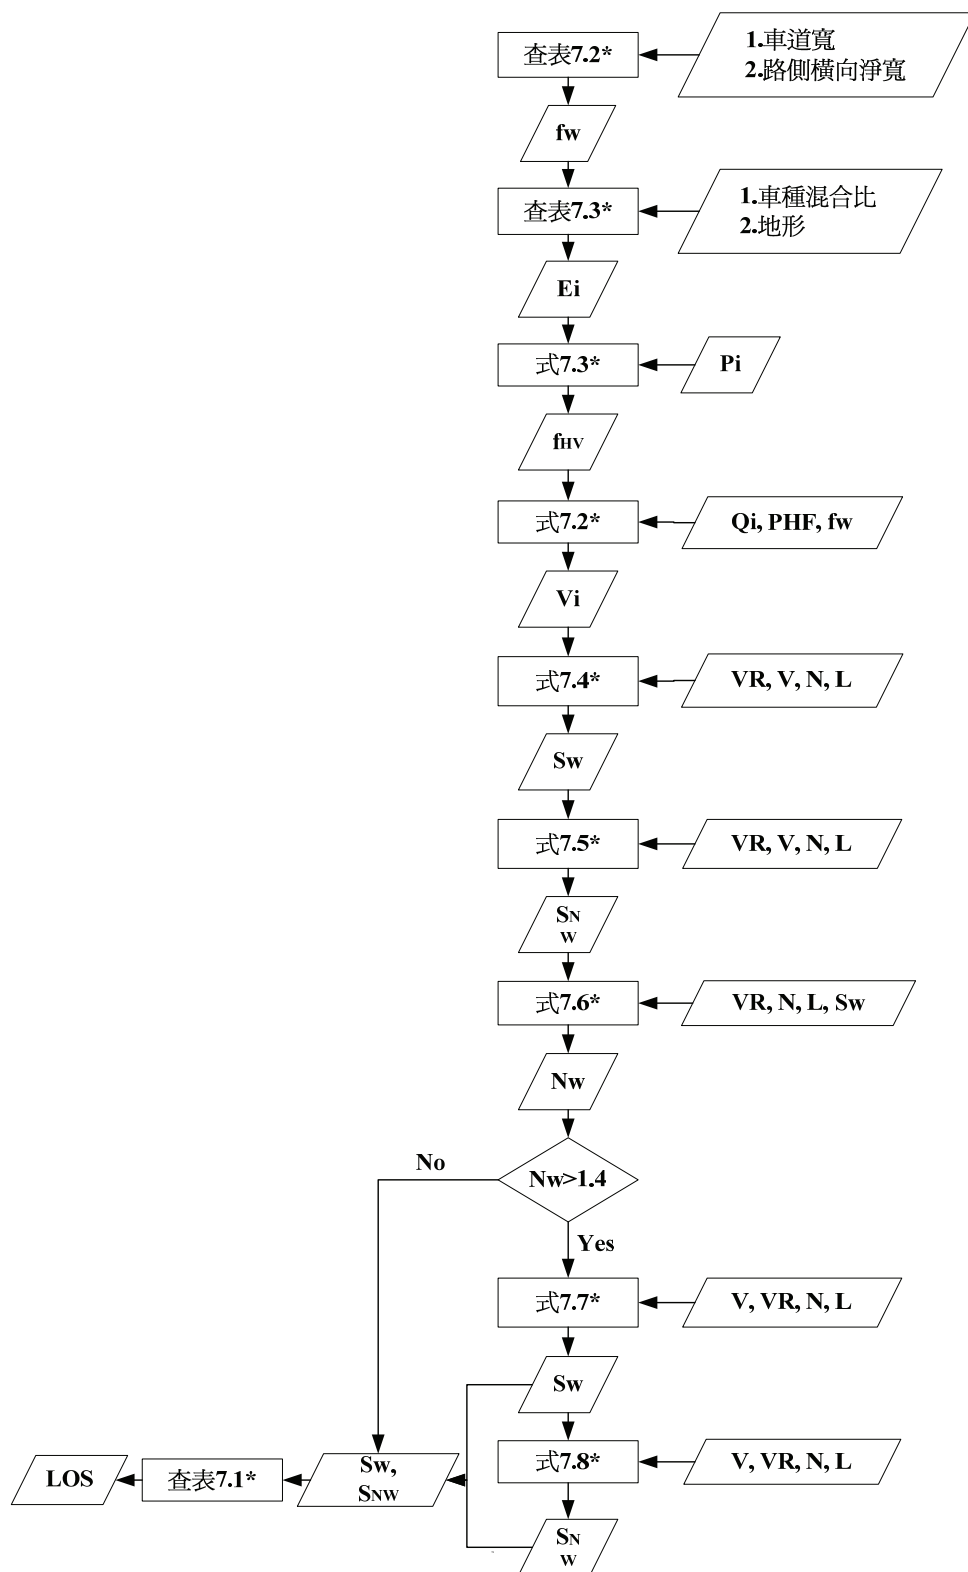 查表7.2*
1.車道寬
2.路側橫向淨寬
fw
查表7.3*
1.車種混合比
2.地形
Ei
式7.3*
Pi
fHV
式7.2*
Qi, PHF, fw
Vi
式7.4*
VR, V, N, L
Sw
式7.5*
VR, V, N, L
SN
W
式7.6*
VR, N, L, Sw
Nw
Nw>1.4
No
Yes
式7.7*
V, VR, N, L
Sw
式7.8*
V, VR, N, L
SN
W
Sw,
SNW
查表7.1*
LOS